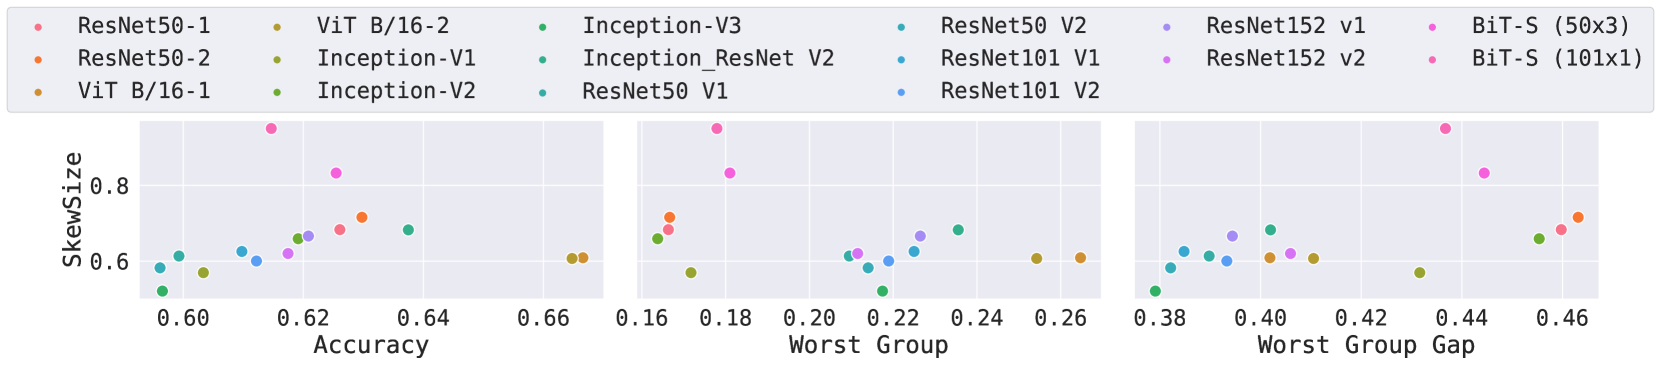 ResNet50-1 ViT B/16-2 Inception-V3 ResNet50 V2 ResNet152 v1 BiT-S (50x3)
ResNet50-2 Inception-V1 Inception_ResNet V2 ResNet101 V1 ResNet152 v2 BiT-S (101x1)
ViT B/16-1 Inception-V2 ResNet50 V1 ResNet101 V2
SkewSize
0.8
0.6
0.60 0.62 0.64 0.66
Accuracy
0.16 0.18 0.20 0.22 0.24 0.26
Worst Group
0.38 0.40 0.42 0.44 0.46
Worst Group Gap